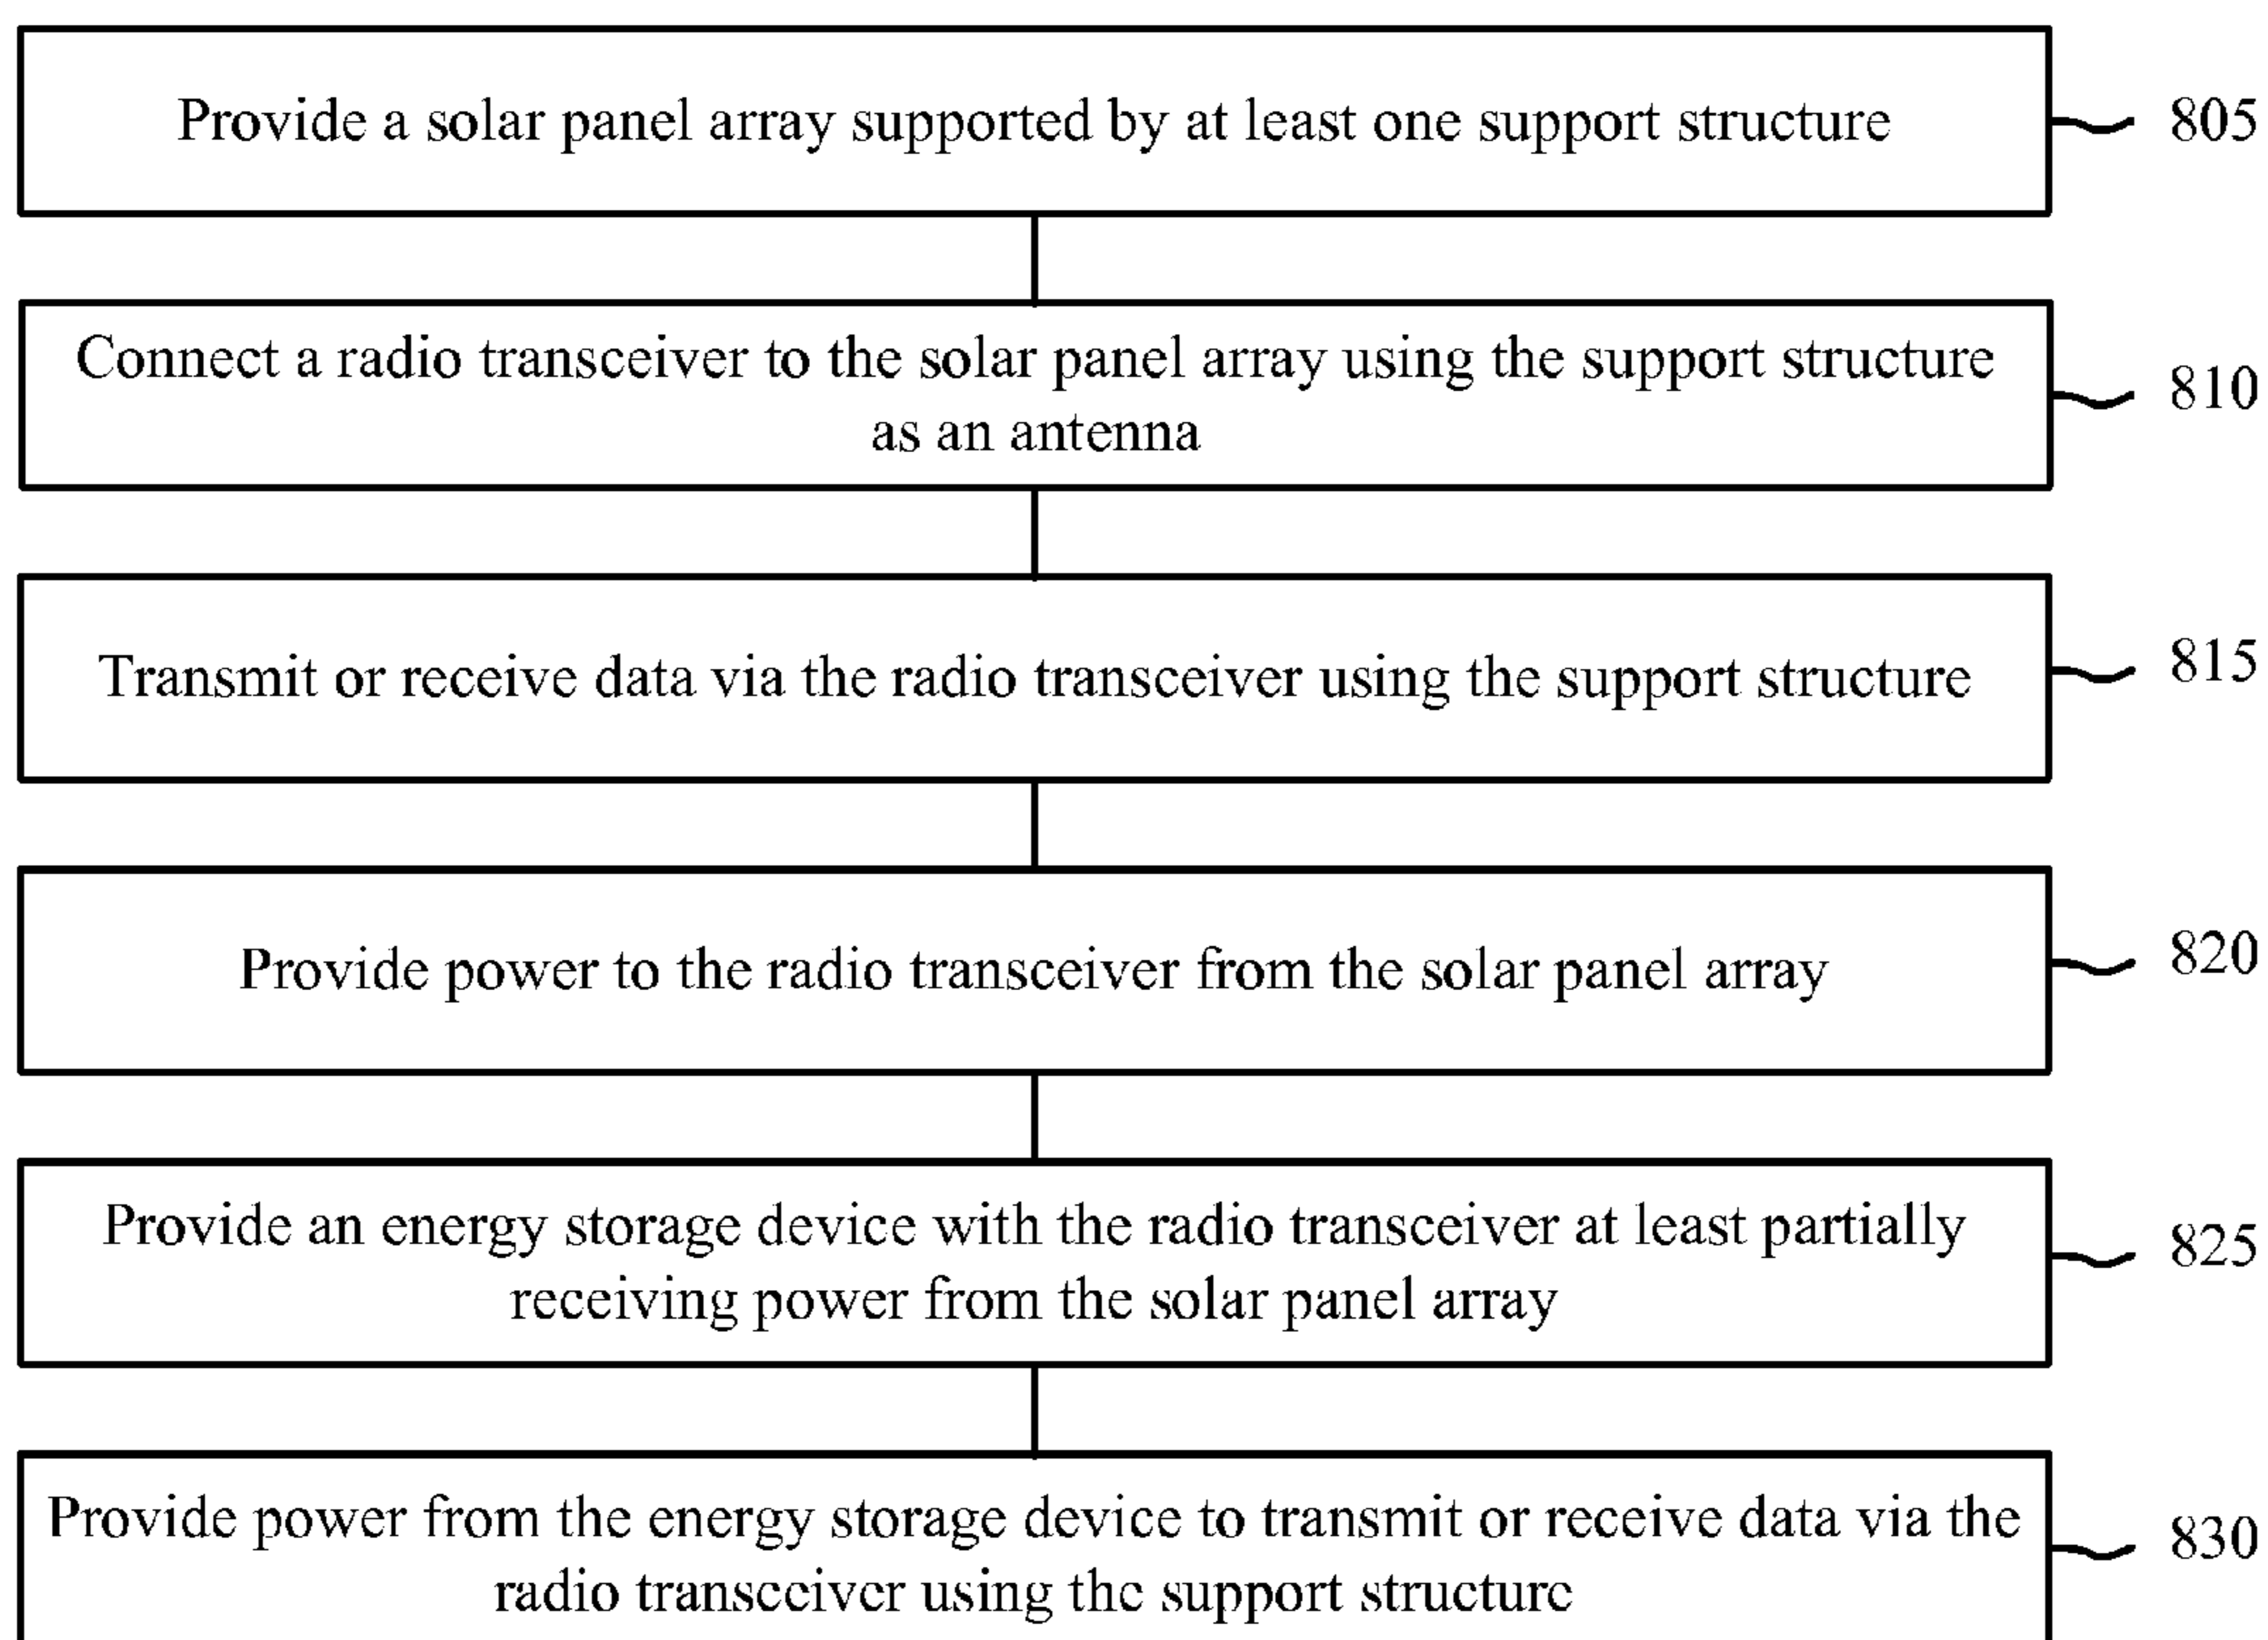 Provide a solar panel array supported by at least one support structure
805
Connect a radio transceiver to the solar panel array using the support structure
as an antenna
810
Transmit or receive data via the radio transceiver using the support structure
815
Provide power to the radio transceiver from the solar panel array
820
Provide an energy storage device with the radio transceiver at least partially
receiving power from the solar panel array
825
Provide power from the energy storage device to transmit or receive data via the
radio transceiver using the support structure
830